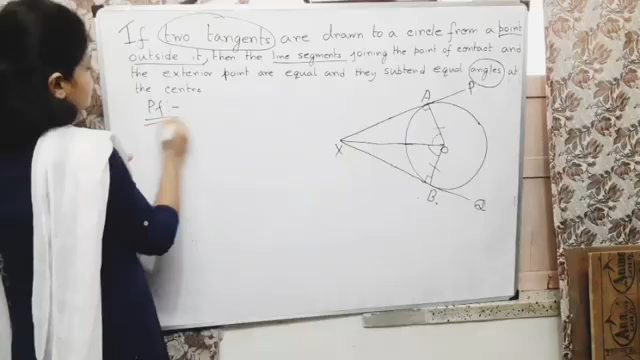 If two tangents are drawn to a circle from a point
outside it, then the line segments joining the point of contact and
the exterior point are equal and they subtend equal angles at
the centre
Pf :-
A
P
X
O
B
Q